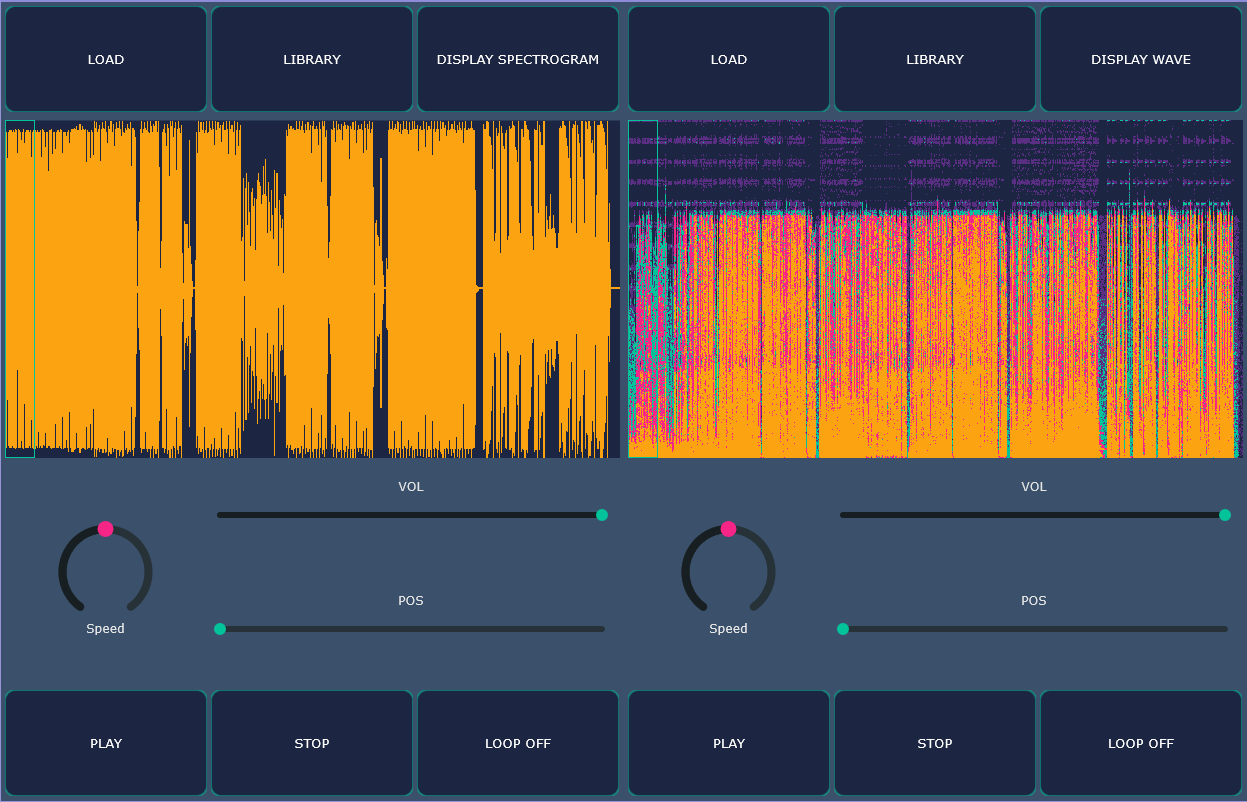 LOAD LIBRARY DISPLAY SPECTROGRAM LOAD LIBRARY DISPLAY WAVE
VOL VOL
POS POS
Speed Speed
PLAY STOP LOOP OFF PLAY STOP LOOP OFF